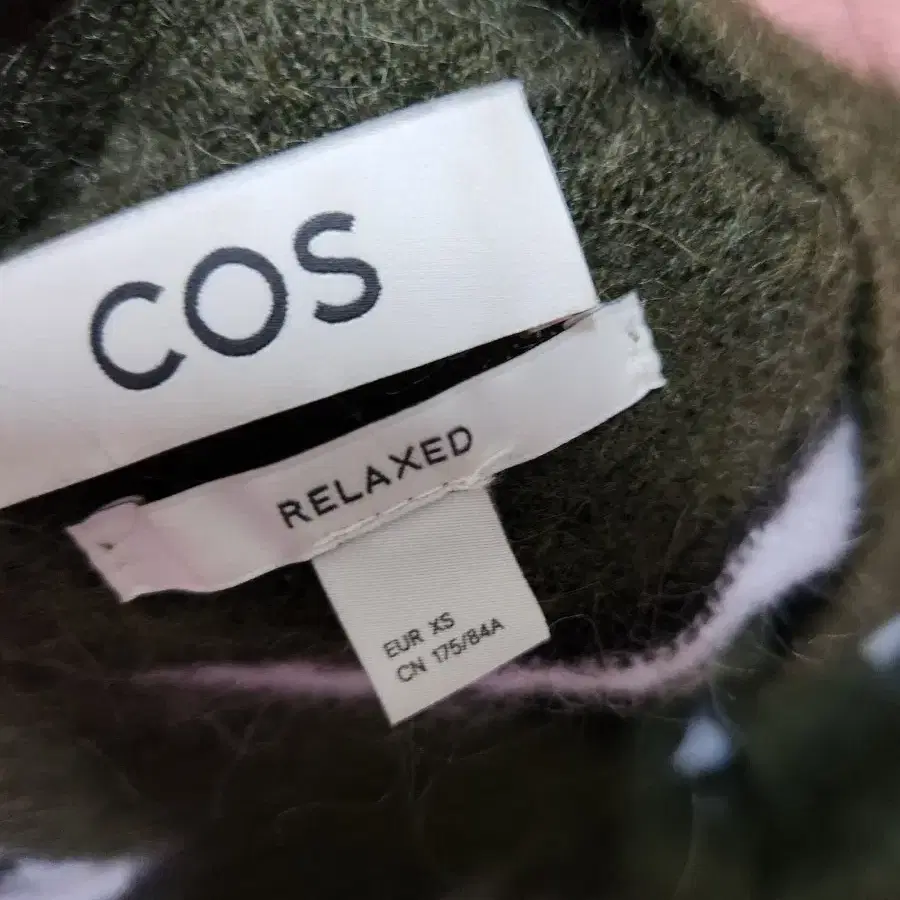 COS
RELAXED
EUR XS
CN 175/84A